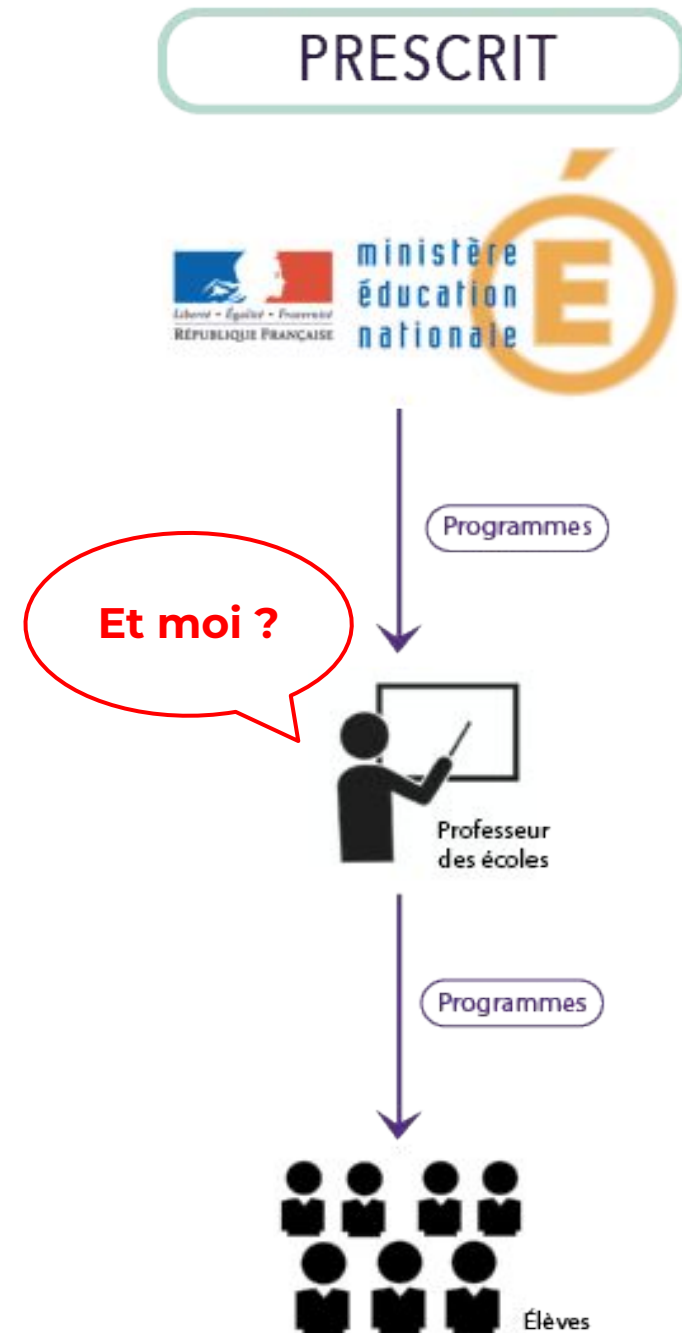 PRESCRIT
É
ministère
éducation
nationale
Liberté • Égalité • Fraternité
RÉPUBLIQUE FRANÇAISE
Programmes
Et moi ?
Professeur
des écoles
Programmes
Élèves